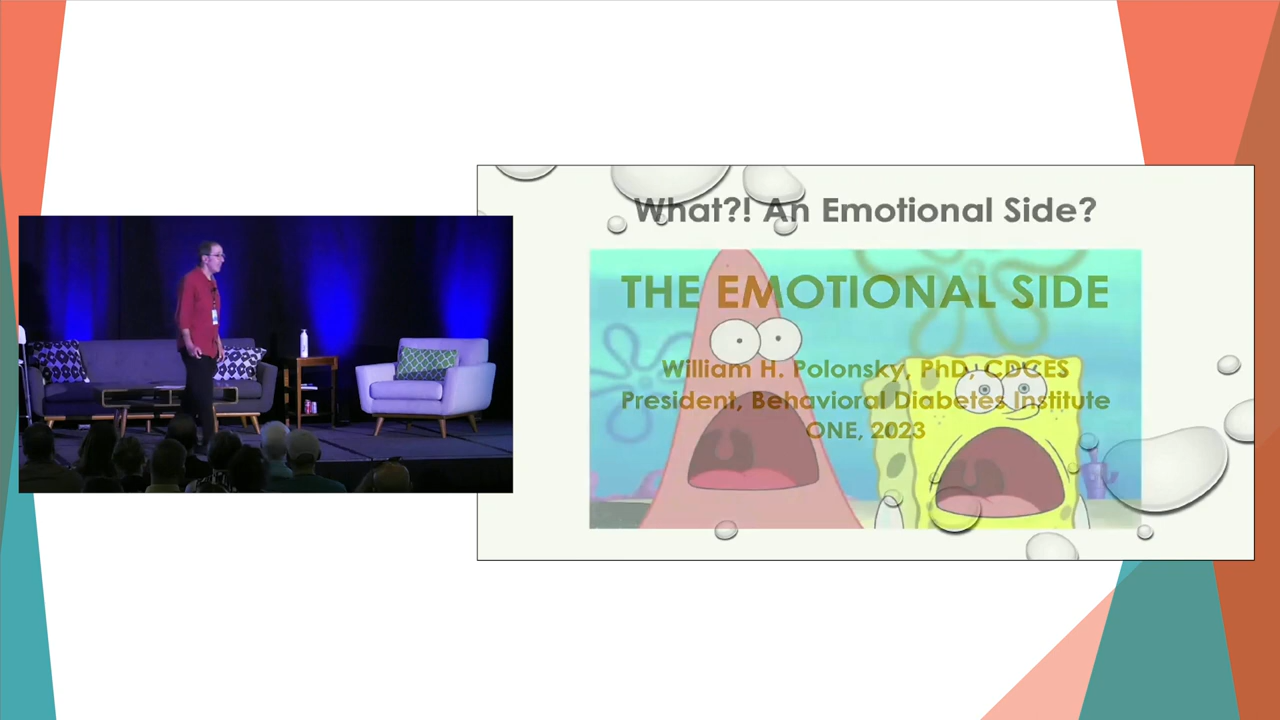 What?! An Emotional Side?
THE EMOTIONAL SIDE
William H. Polonsky, PhD, CDCES
President, Behavioral Diabetes Institute
ONE, 2023